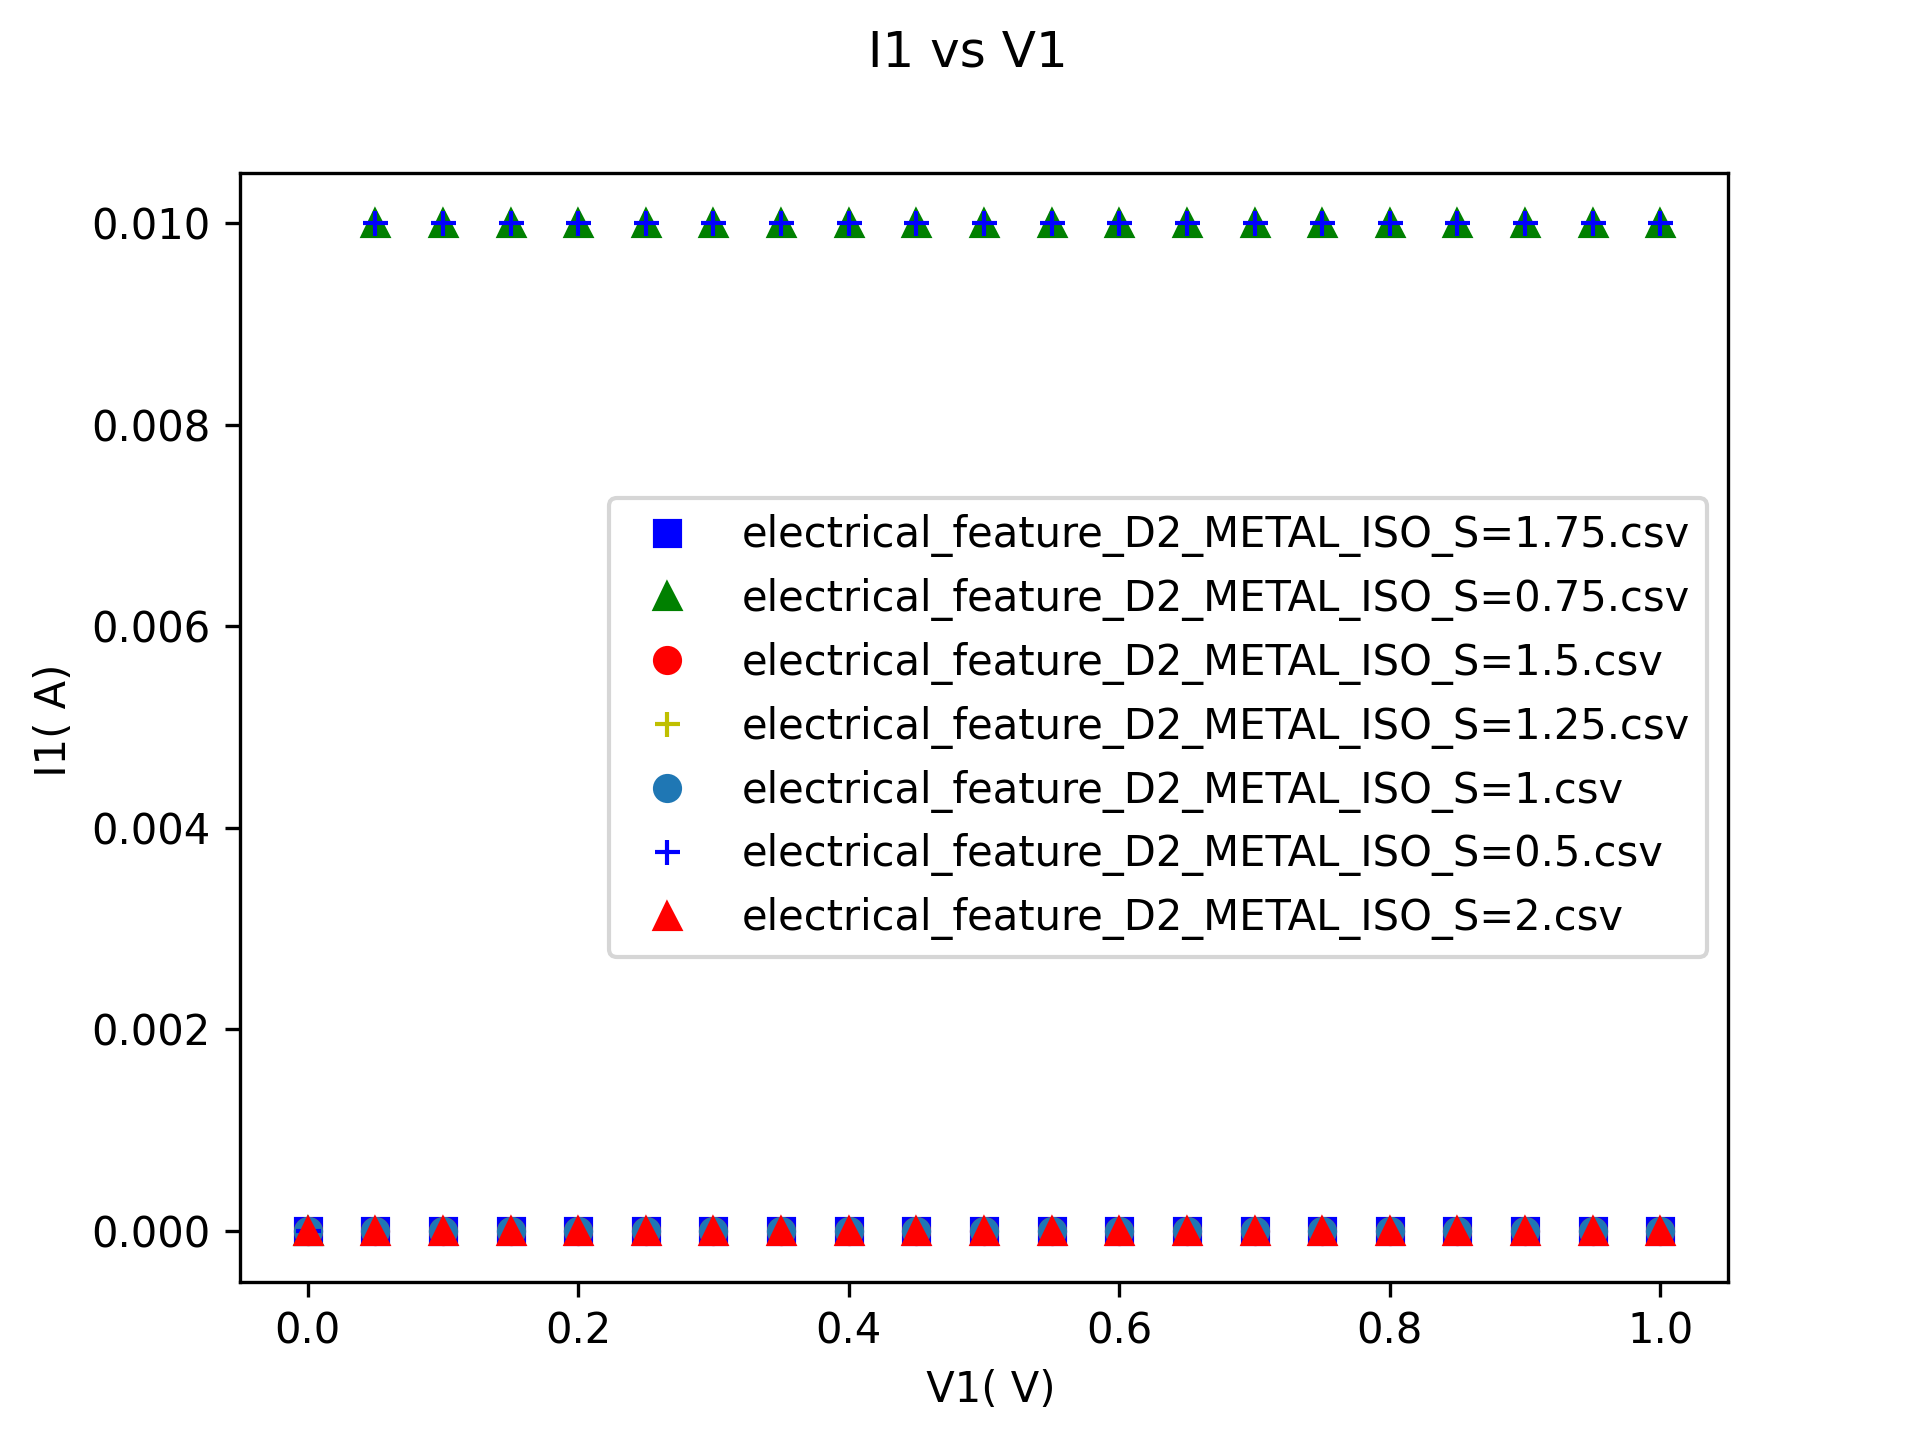 I1 vs V1
0.010
0.008
0.006
0.004
0.002
0.000
I1( A)
electrical_feature_D2_METAL_ISO_S=1.75.csv
electrical_feature_D2_METAL_ISO_S=0.75.csv
electrical_feature_D2_METAL_ISO_S=1.5.csv
electrical_feature_D2_METAL_ISO_S=1.25.csv
electrical_feature_D2_METAL_ISO_S=1.csv
electrical_feature_D2_METAL_ISO_S=0.5.csv
electrical_feature_D2_METAL_ISO_S=2.csv
0.0 0.2 0.4 0.6 0.8 1.0
V1( V)